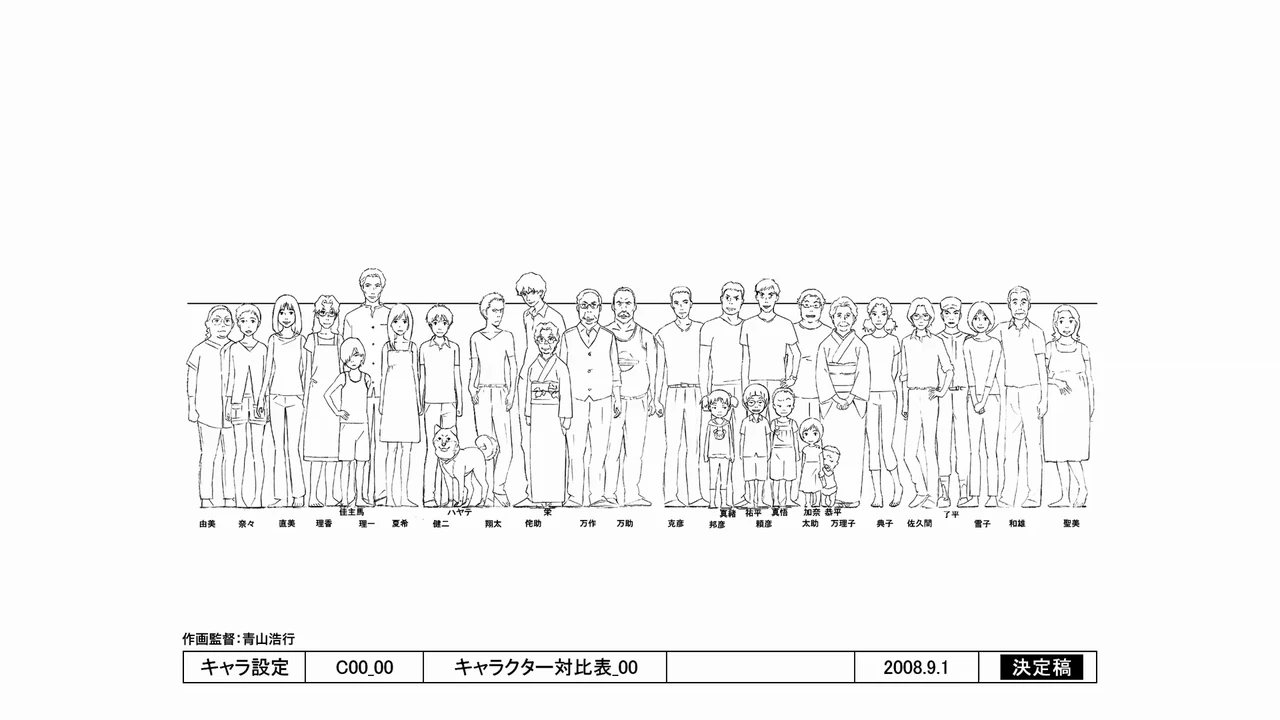 佳主馬 ハヤテ 栄 真緒 祐平 真悟 加奈 恭平 了平
由美 奈々 直美 理香 理一 夏希 健二 翔太 侘助 万作 万助 克彦 邦彦 頼彦 太助 万理子 典子 佐久間 雪子 和雄 聖美
作画監督：青山浩行
キャラ設定 C00_00 キャラクター対比表_00 2008.9.1 決定稿